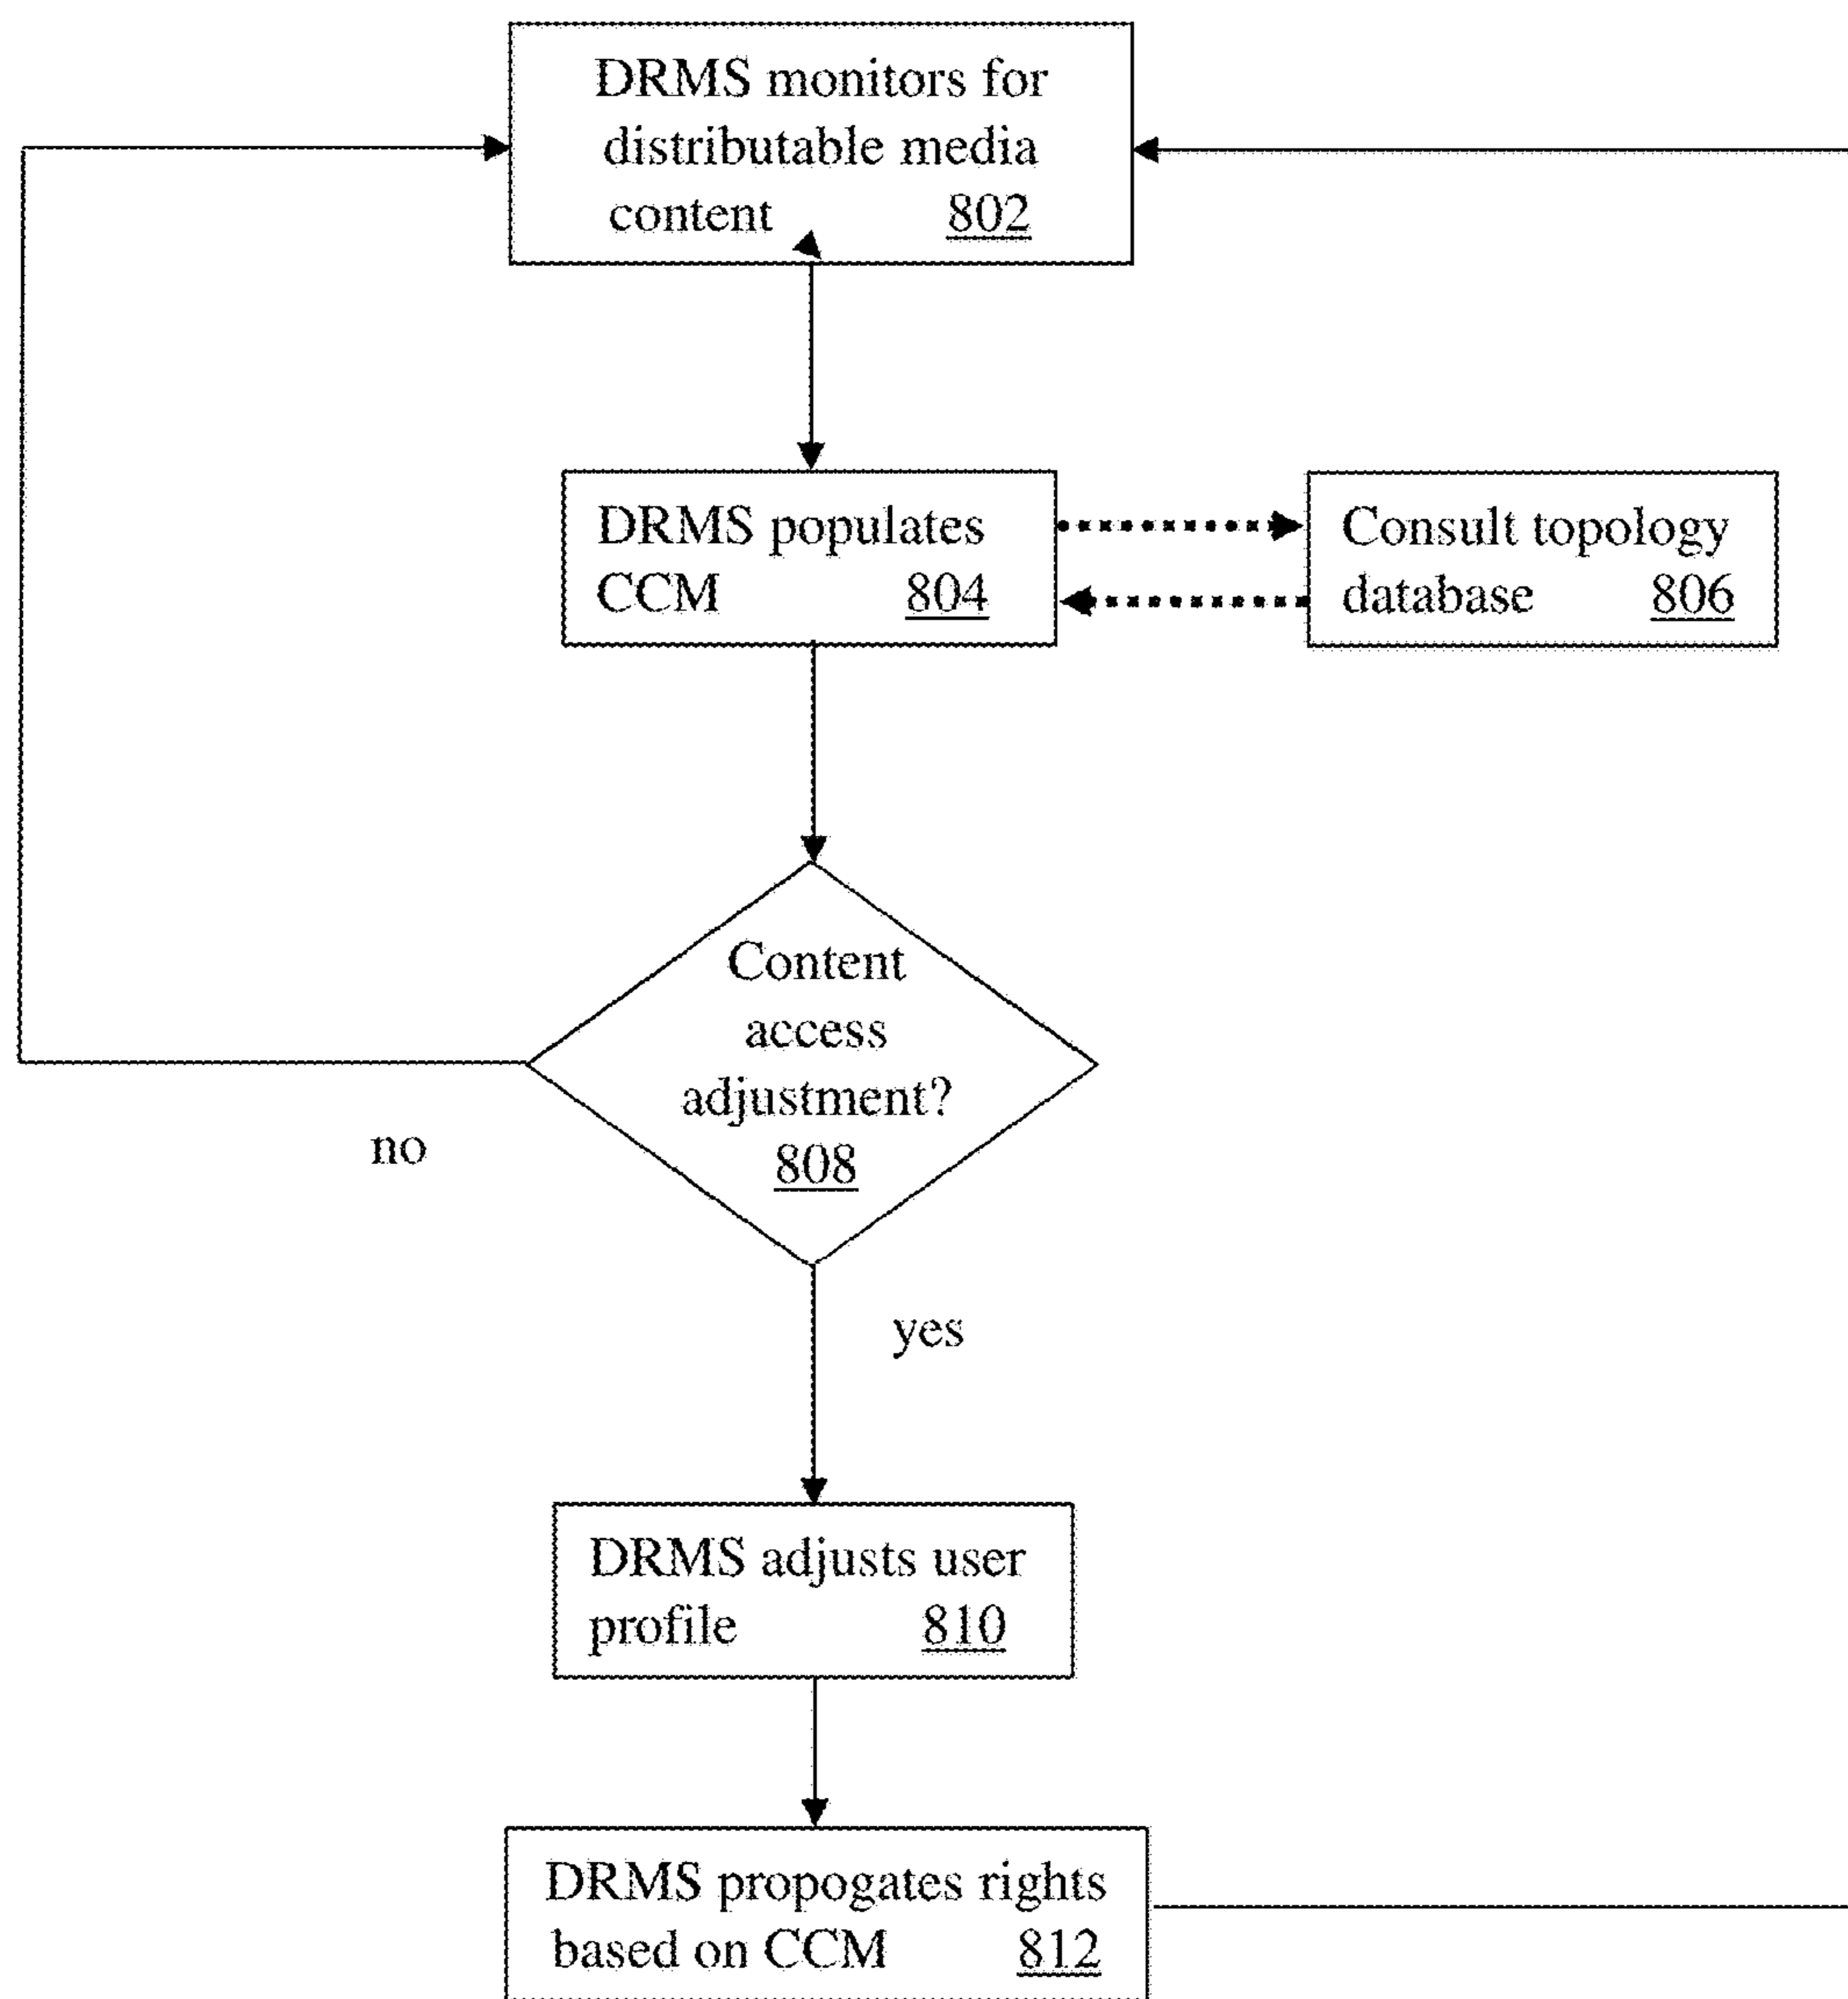 DRMS monitors for
distributable media
content 802
DRMS populates
CCM 804
Consult topology
database 806
Content
access
adjustment?
808
no
yes
DRMS adjusts user
profile 810
DRMS propogates rights
based on CCM 812